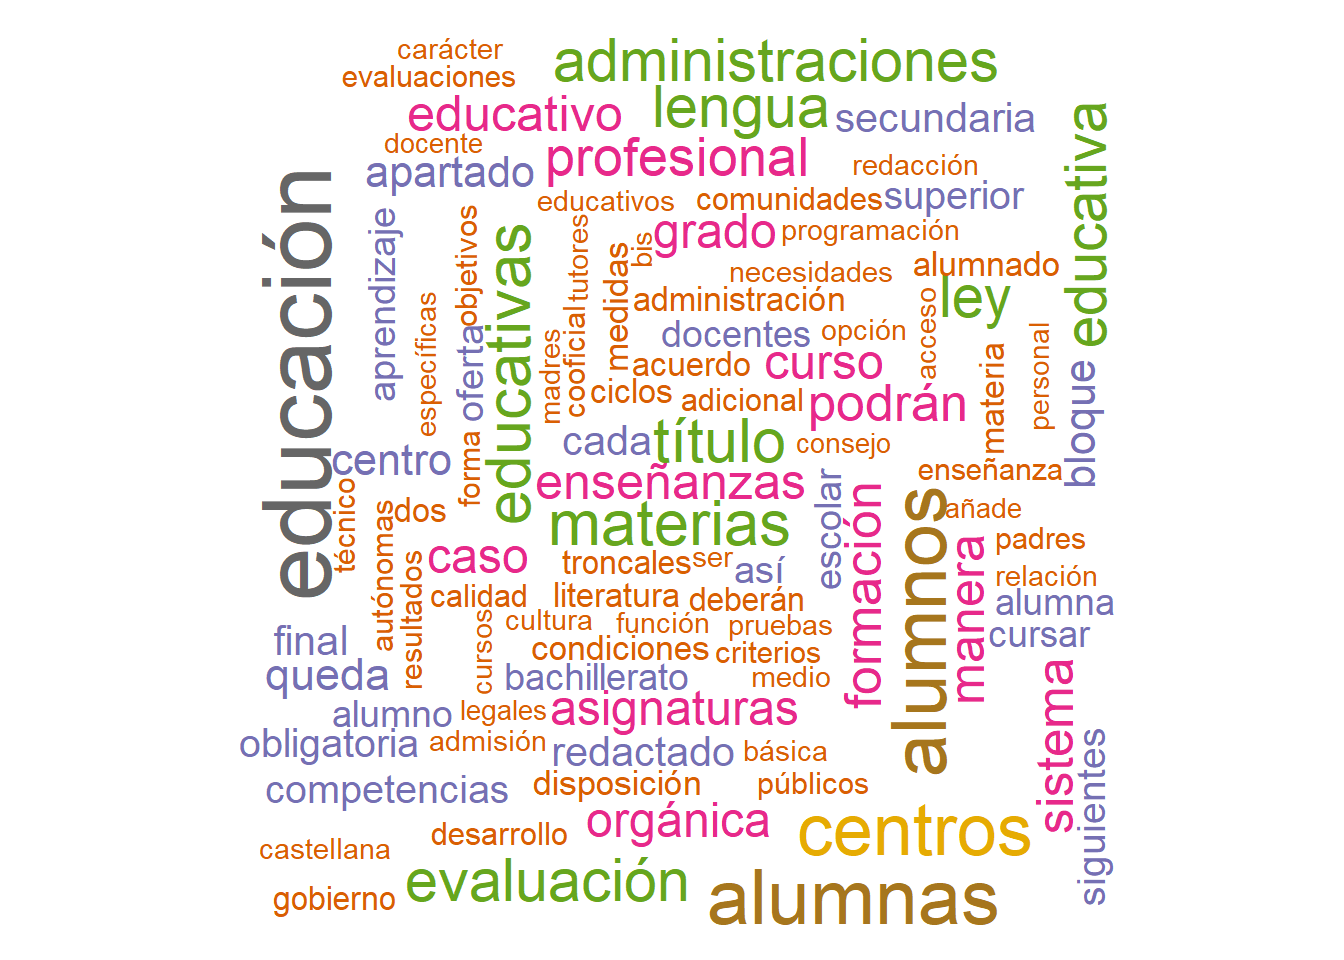 carácter
administraciones
evaluaciones
educativo
lengua
secundaria
educativa
docente
profesional
redacción
apartado
educación
educativos
comunidades
superior
aprendizaje
objetivos
educativas
tutores
bis
grado
programación
medidas
necesidades
alumnado
específicas
administración
acceso
ley
oferta
cooficial
docentes
opción
madres
acuerdo
curso
personal
materia
bloque
ciclos
adicional
podrán
forma
cada
título
consejo
centro
enseñanzas
enseñanza
técnico
dos
materias
escolar
formación
alumnos
añade
autónomas
caso
troncales
ser
así
manera
padres
resultados
calidad
literatura
deberán
relación
alumna
cursos
cultura
función
pruebas
cursar
final
condiciones
criterios
queda
bachillerato
medio
sistema
alumno
legales
asignaturas
obligatoria
admisión
redactado
básica
siguientes
competencias
disposición
públicos
desarrollo
orgánica
centros
castellana
gobierno
evaluación
alumnas